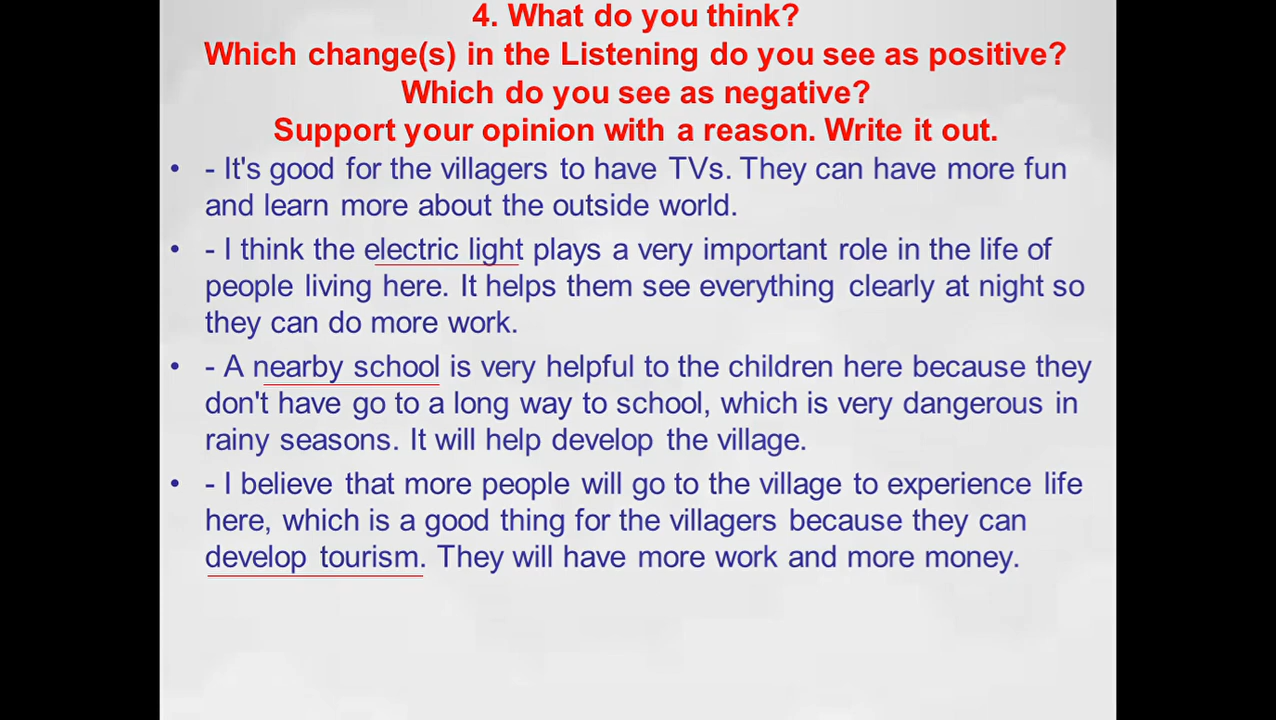 4. What do you think?
Which change(s) in the Listening do you see as positive?
Which do you see as negative?
Support your opinion with a reason. Write it out.
• - It's good for the villagers to have TVs. They can have more fun
and learn more about the outside world.
• - I think the electric light plays a very important role in the life of
people living here. It helps them see everything clearly at night so
they can do more work.
• - A nearby school is very helpful to the children here because they
don't have go to a long way to school, which is very dangerous in
rainy seasons. It will help develop the village.
• - I believe that more people will go to the village to experience life
here, which is a good thing for the villagers because they can
develop tourism. They will have more work and more money.